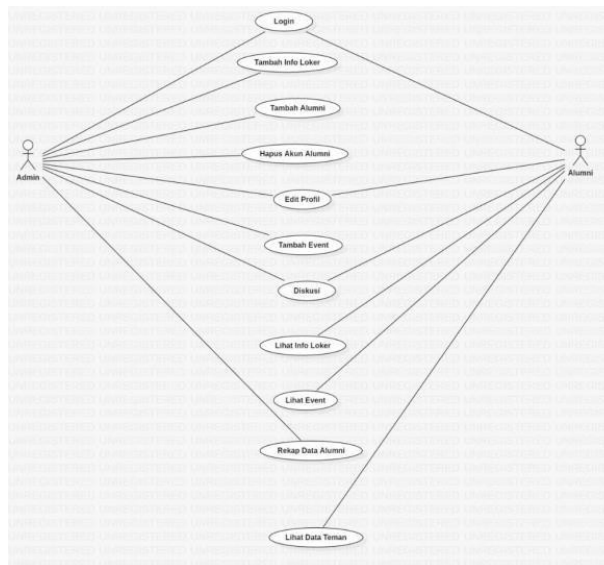 Login
Tambah Info Loker
Tambah Alumni
Hapus Akun Alumni
Admin
Alumni
Edit Profil
Tambah Event
Diskusi
Lihat Info Loker
Lihat Event
Rekap Data Alumni
Lihat Data Teman